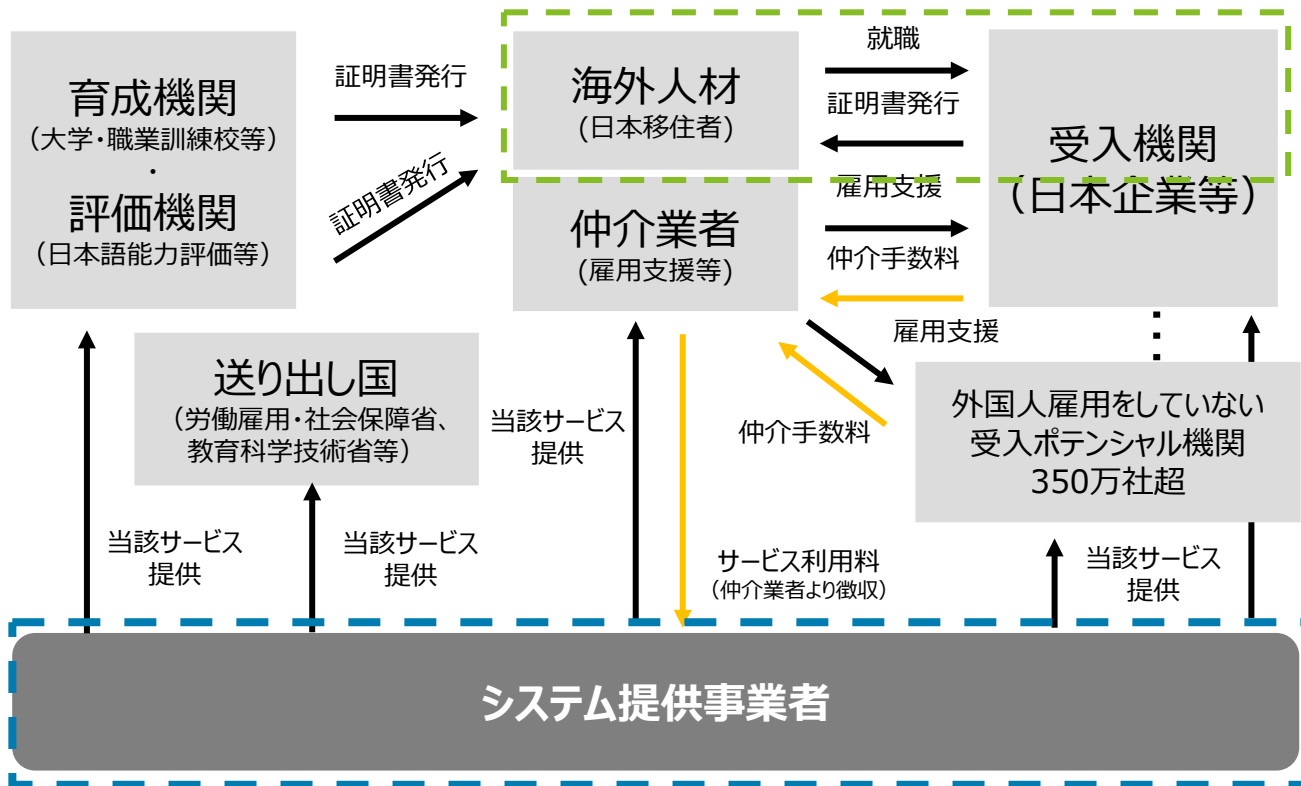 育成機関
（大学・職業訓練校等）
・
評価機関
（日本語能力評価等）
証明書発行
証明書発行
海外人材
(日本移住者)
仲介業者
(雇用支援等)
就職
証明書発行
雇用支援
仲介手数料
受入機関
（日本企業等）
送り出し国
（労働雇用・社会保障省、
教育科学技術省等）
雇用支援
仲介手数料
外国人雇用をしていない
受入ポテンシャル機関
350万社超
当該サービス
提供
当該サービス
提供
当該サービス
提供
サービス利用料
（仲介業者より徴収）
当該サービス
提供
システム提供事業者